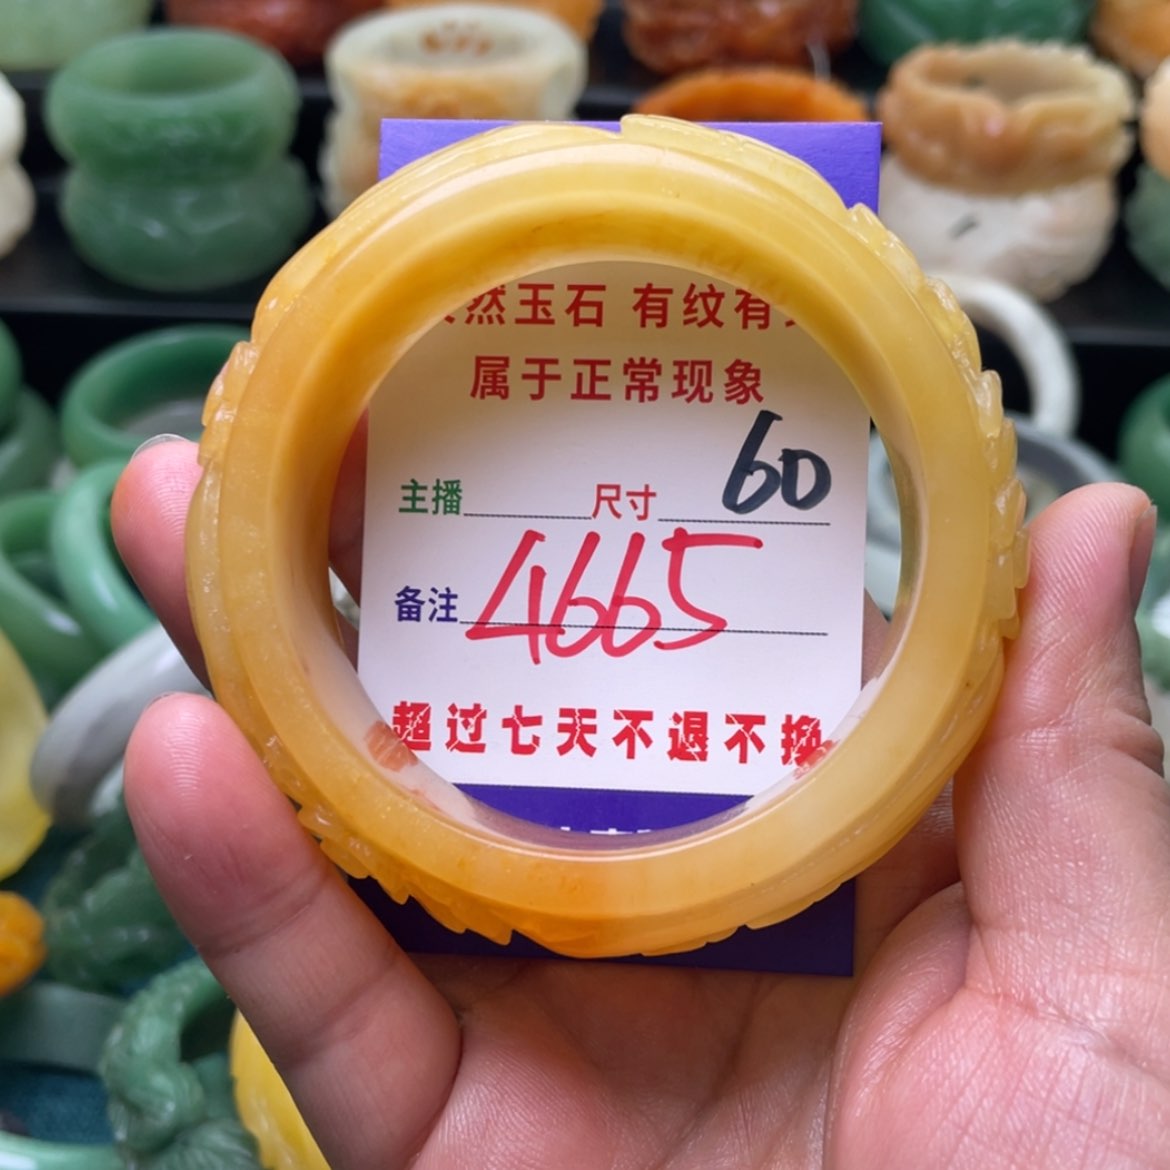 然玉石 有纹有
属于正常现象
主播 尺寸 60
备注 4665
超过七天不退不换